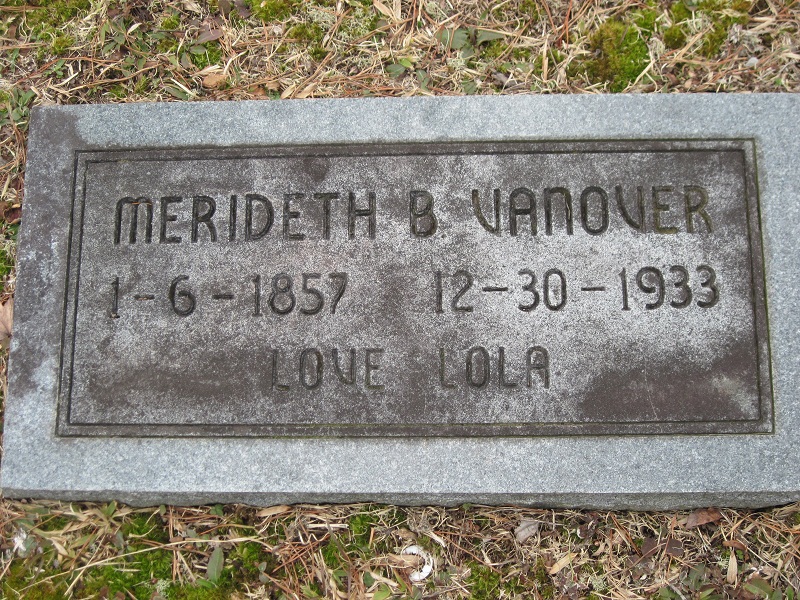 MERIDETH B. VANOVER
1-6-1857 12-30-1933
LOVE LOLA